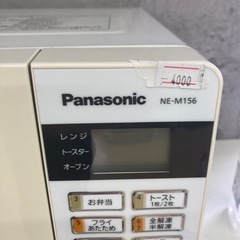 4000
Panasonic NE-M156
レンジ
トースター
オーブン
3 お弁当
4 トースト
1枚/2枚
フライ
あたため
全解凍
半解凍